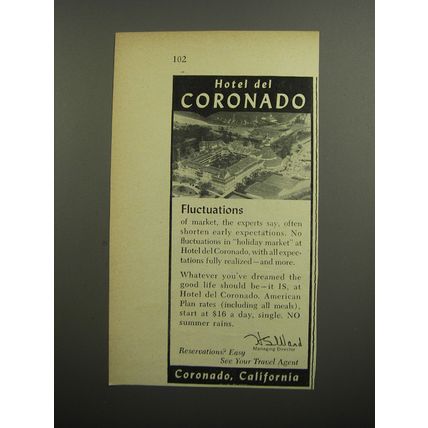 102
Hotel del
CORONADO
Fluctuations
of market, the experts say, often
shorten early expectations. No
fluctuations in "holiday market" at
Hotel del Coronado, with all expec-
tations fully realized—and more.
Whatever you've dreamed the
good life should be—it IS, at
Hotel del Coronado. American
Plan rates (including all meals),
start at $16 a day, single. NO
summer rains.
Managing Director
Reservations? Easy
See Your Travel Agent
Coronado, California